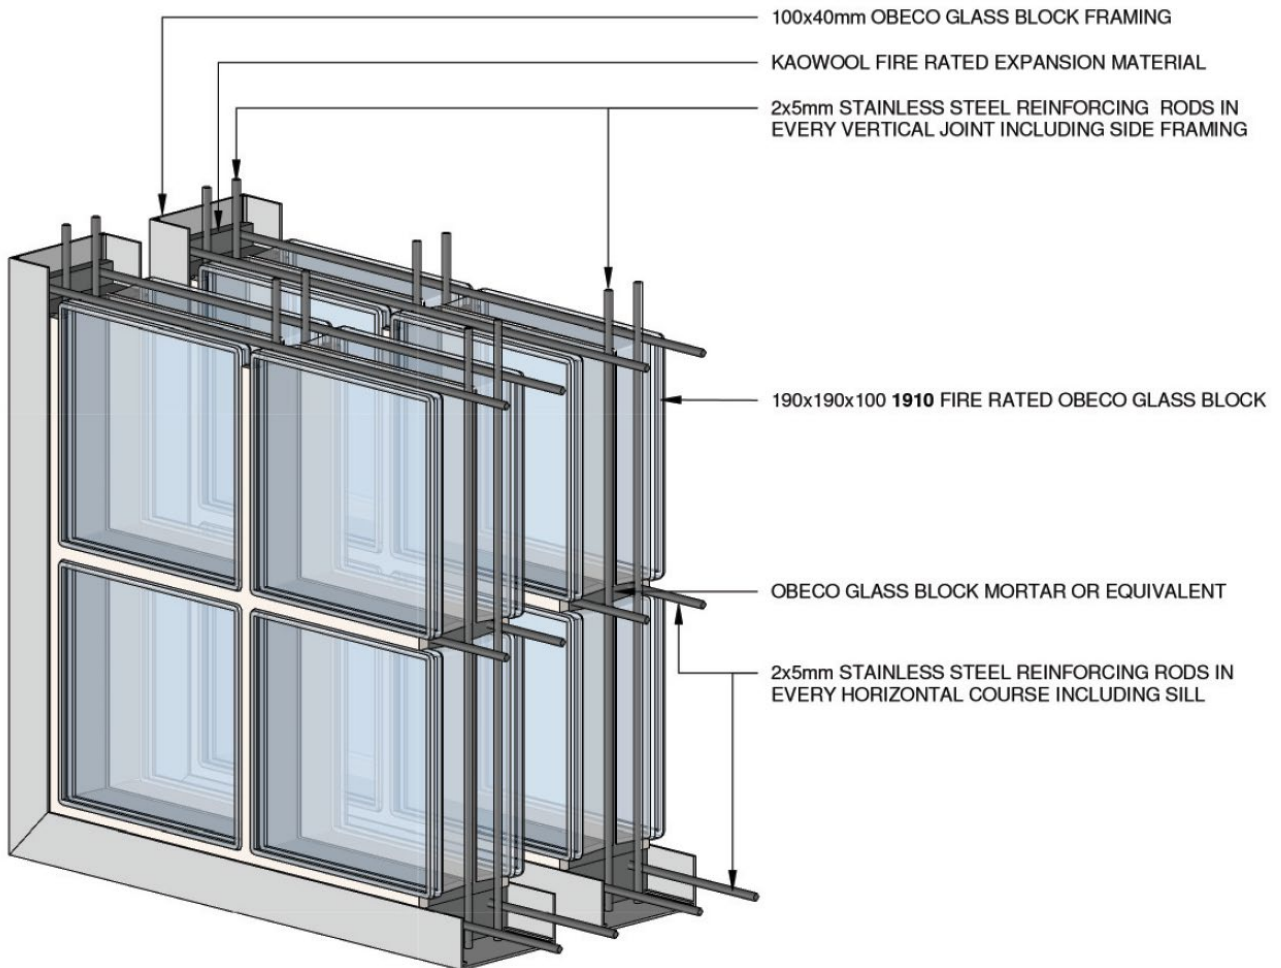 100x40mm OBECO GLASS BLOCK FRAMING
KAOWOOL FIRE RATED EXPANSION MATERIAL
2x5mm STAINLESS STEEL REINFORCING RODS IN
EVERY VERTICAL JOINT INCLUDING SIDE FRAMING
190x190x100 1910 FIRE RATED OBECO GLASS BLOCK
OBECO GLASS BLOCK MORTAR OR EQUIVALENT
2x5mm STAINLESS STEEL REINFORCING RODS IN
EVERY HORIZONTAL COURSE INCLUDING SILL